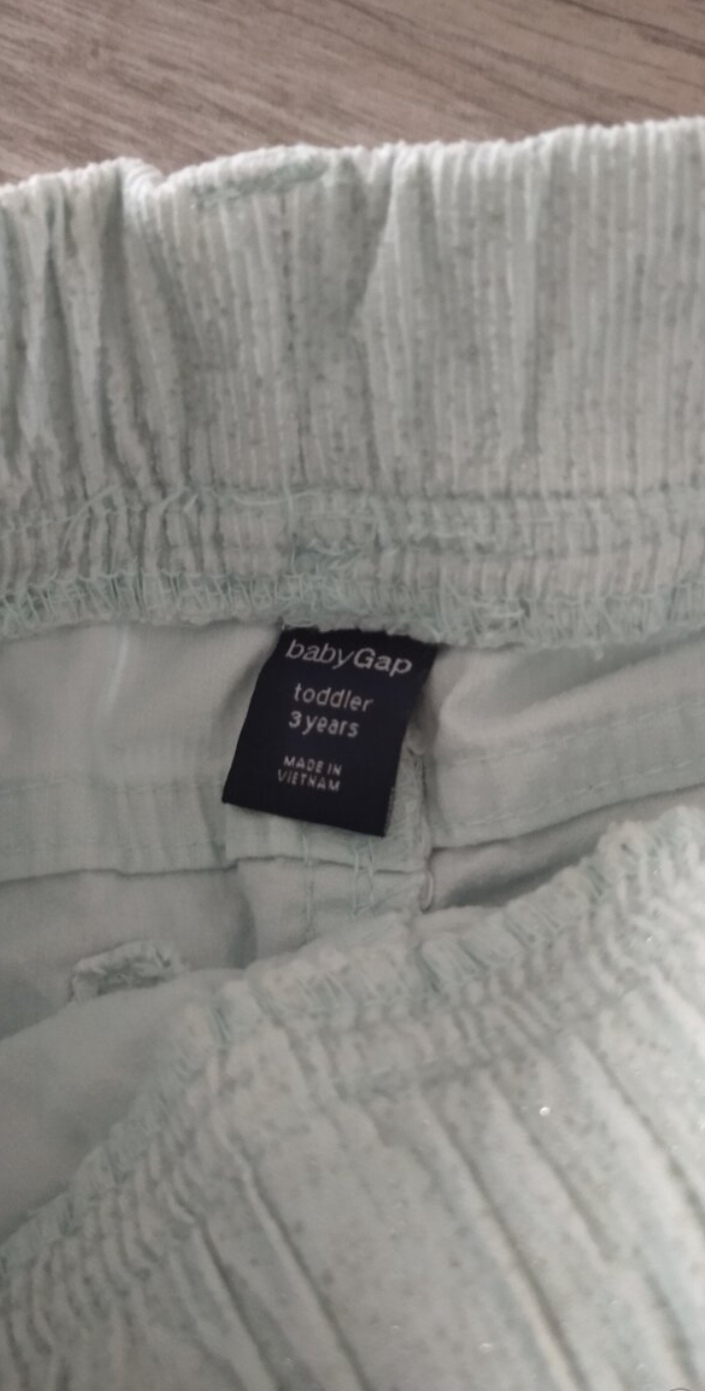 babyGap
toddler
3 years
MADE IN
VIETNAM